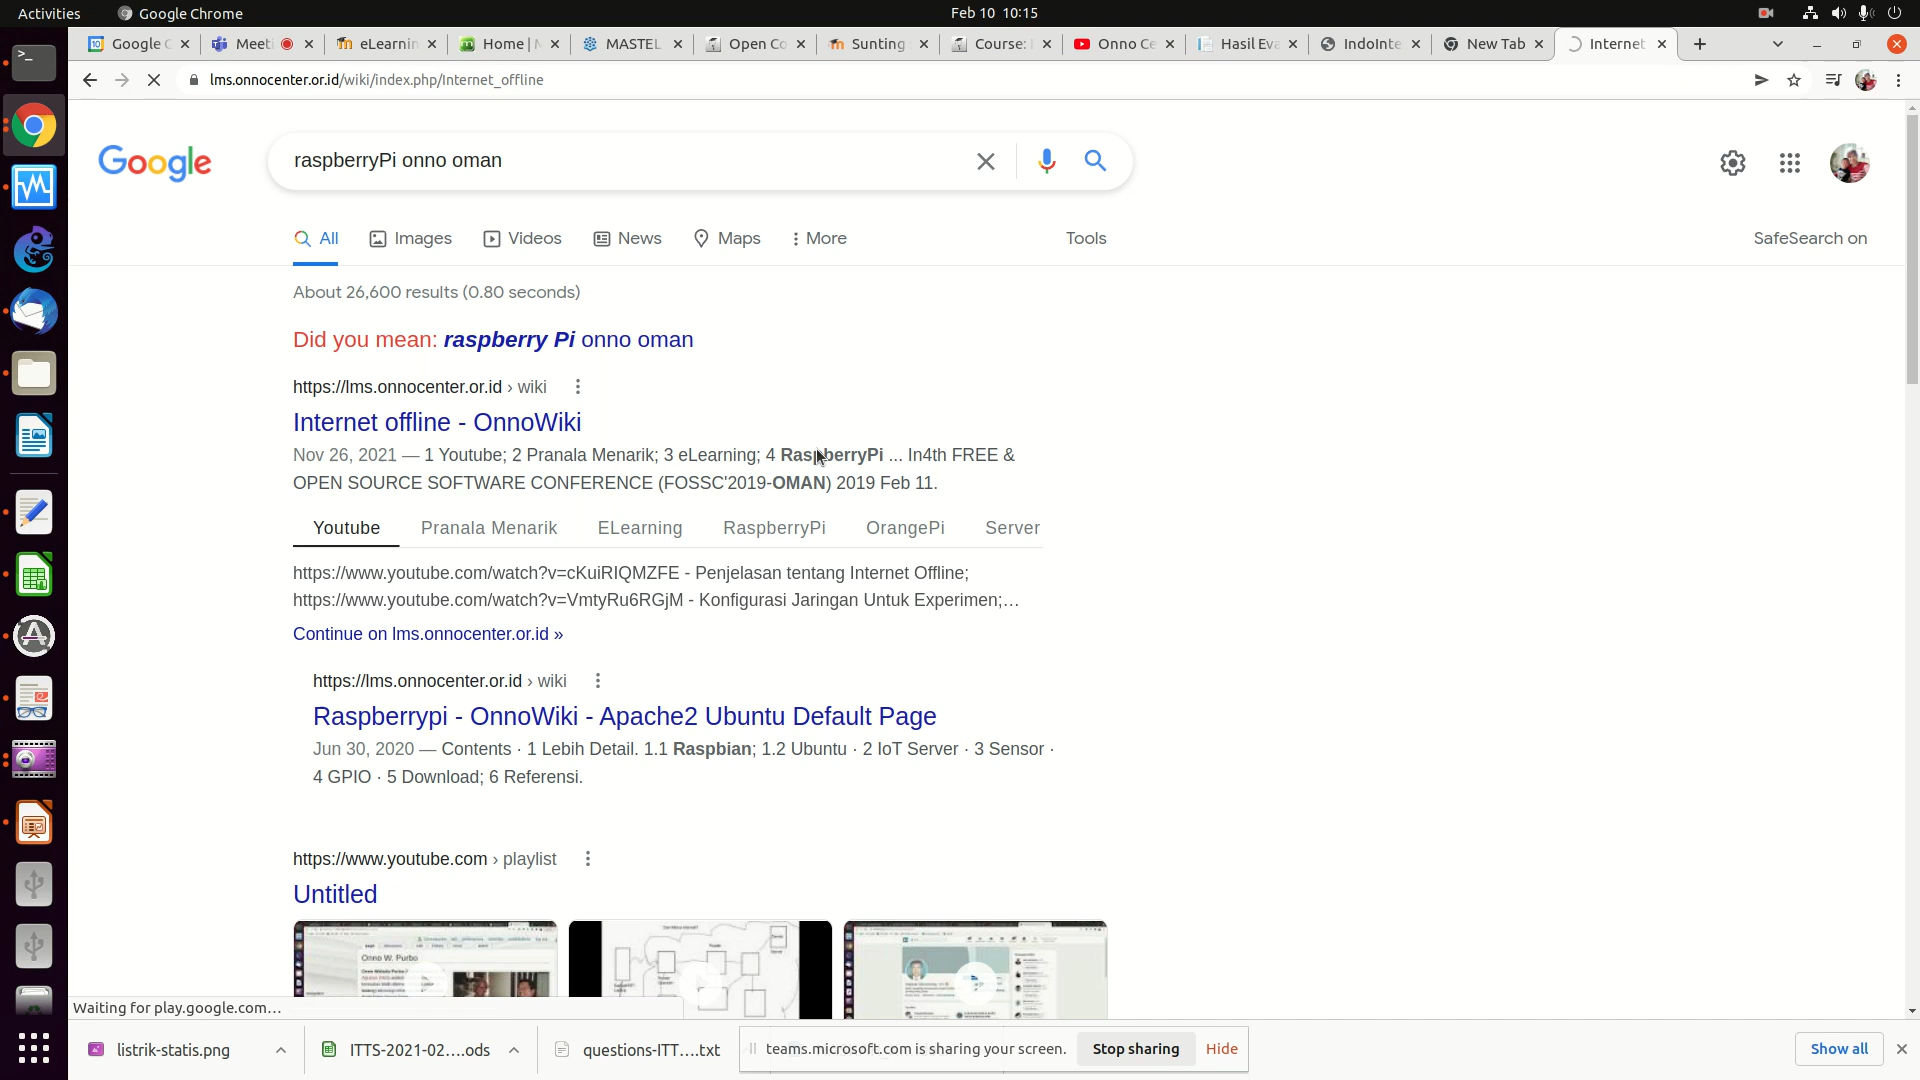 Activities
Google Chrome
Feb 10 10:15
Google C
Meeti
eLearnin
Home |
MASTEL
Open Co
Sunting
Course:
Onno Ce
Hasil Eva
IndoInte
New Tab
Internet
lms.onnocenter.or.id/wiki/index.php/Internet_offline
Google
raspberryPi onno oman
All
Images
Videos
News
Maps
More
Tools
SafeSearch on
About 26,600 results (0.80 seconds)
Did you mean: raspberry Pi onno oman
https://lms.onnocenter.or.id › wiki
Internet offline - OnnoWiki
Nov 26, 2021 — 1 Youtube; 2 Pranala Menarik; 3 eLearning; 4 RaspberryPi ... In4th FREE &
OPEN SOURCE SOFTWARE CONFERENCE (FOSSC'2019-OMAN) 2019 Feb 11.
Youtube
Pranala Menarik
ELearning
RaspberryPi
OrangePi
Server
https://www.youtube.com/watch?v=cKuiRIQMZFE - Penjelasan tentang Internet Offline;
https://www.youtube.com/watch?v=VmtyRu6RGjM - Konfigurasi Jaringan Untuk Experimen;...
Continue on lms.onnocenter.or.id »
https://lms.onnocenter.or.id › wiki
Raspberrypi - OnnoWiki - Apache2 Ubuntu Default Page
Jun 30, 2020 — Contents · 1 Lebih Detail. 1.1 Raspbian; 1.2 Ubuntu · 2 IoT Server · 3 Sensor ·
4 GPIO · 5 Download; 6 Referensi.
https://www.youtube.com › playlist
Untitled
Onno W. Purbo
Waiting for play.google.com...
listrik-statis.png
ITTS-2021-02....ods
questions-ITT....txt
teams.microsoft.com is sharing your screen.
Stop sharing
Hide
Show all